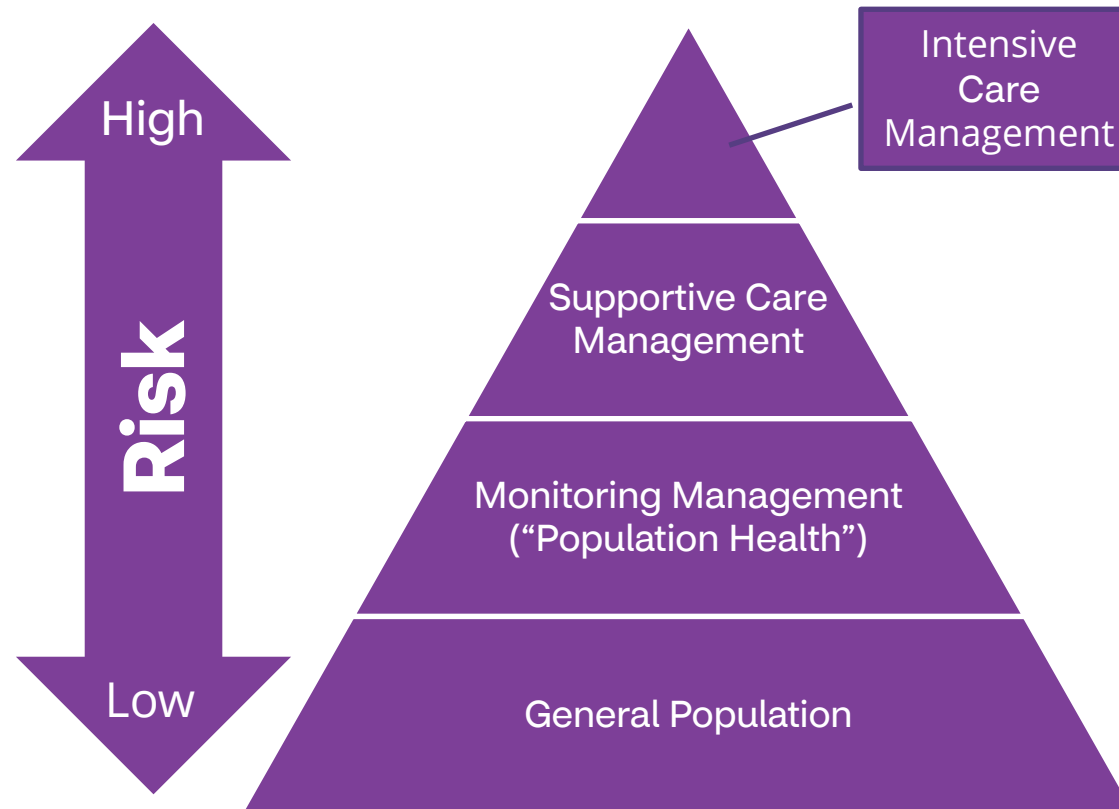 High
Risk
Low
Intensive
Care
Management
Supportive Care
Management
Monitoring Management
(“Population Health”)
General Population